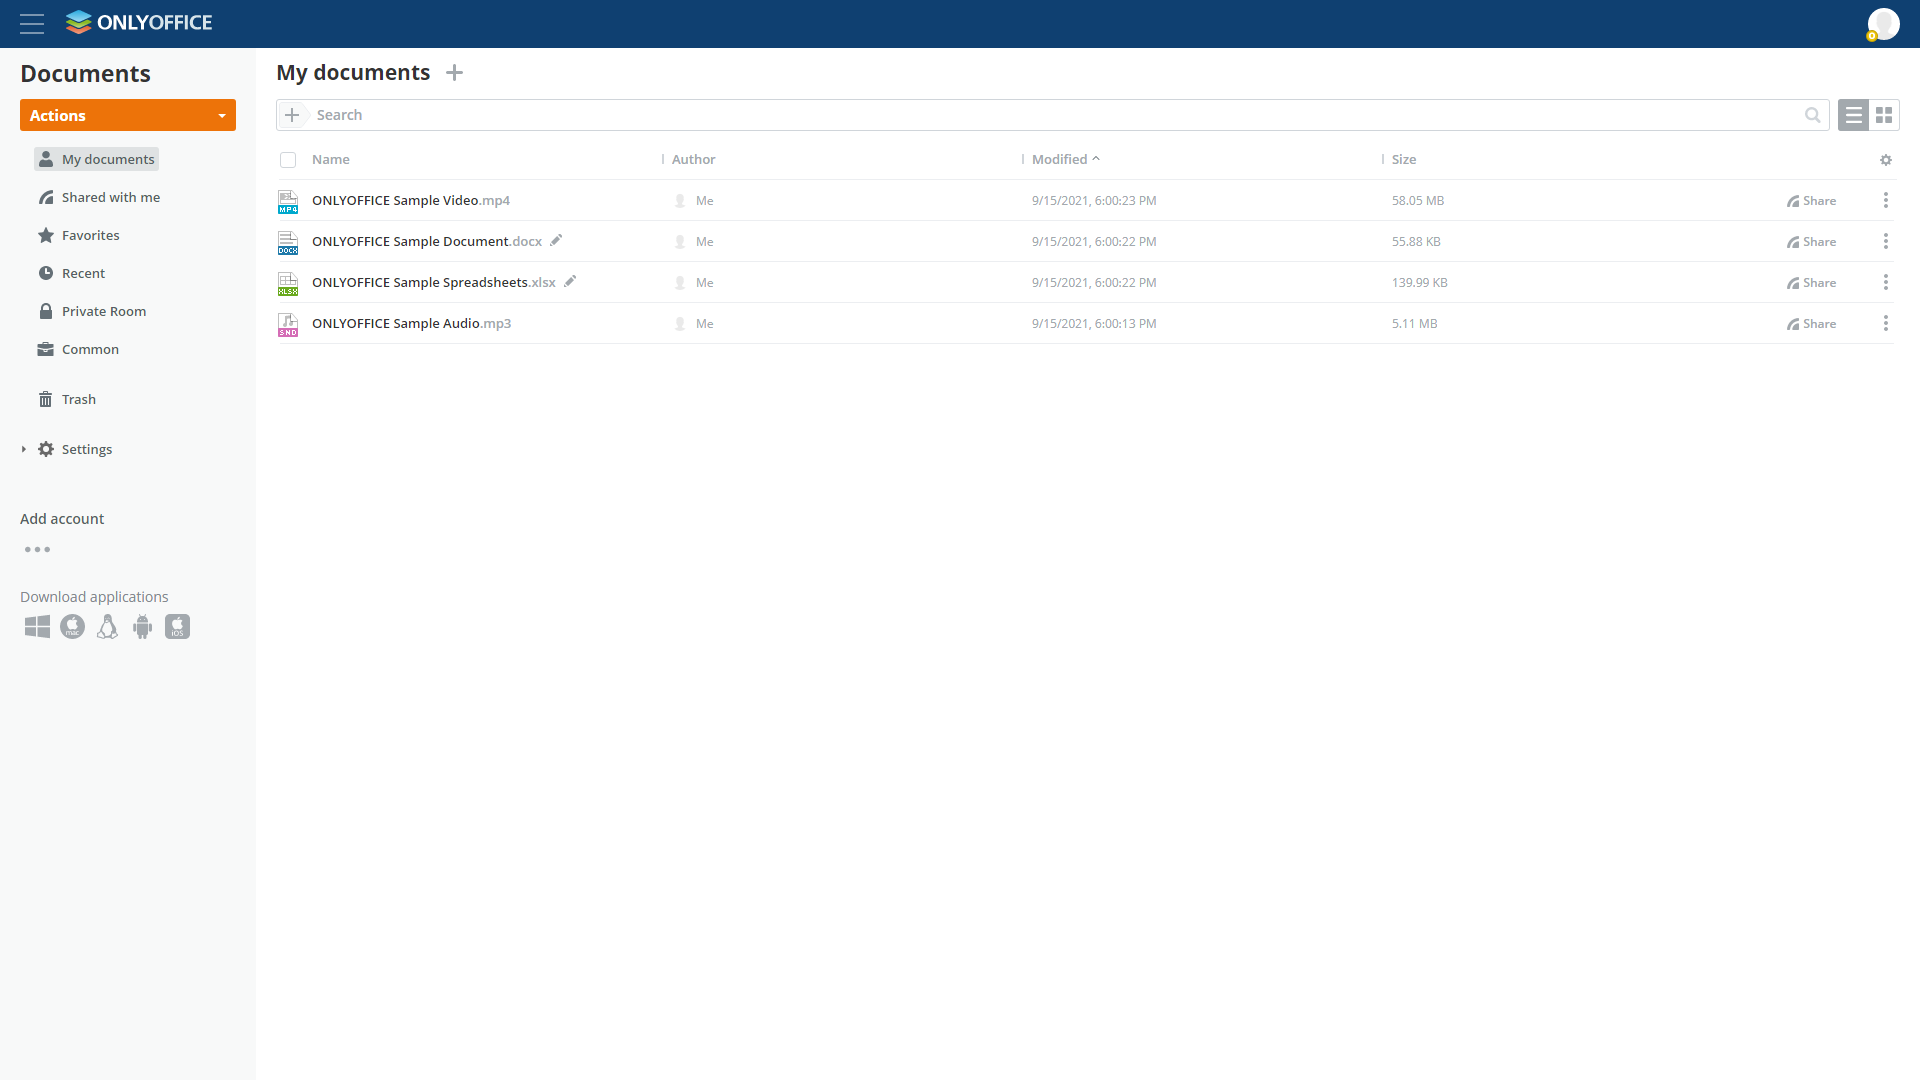 ONLYOFFICE
Documents
Actions
My documents
Shared with me
Favorites
Recent
Private Room
Common
Trash
Settings
Add account
Download applications
mac
iOS
My documents
Search
Name Author Modified Size
MP4 ONLYOFFICE Sample Video.mp4 Me 9/15/2021, 6:00:23 PM 58.05 MB Share
DOCX ONLYOFFICE Sample Document.docx Me 9/15/2021, 6:00:22 PM 55.88 KB Share
XLSX ONLYOFFICE Sample Spreadsheets.xlsx Me 9/15/2021, 6:00:22 PM 139.99 KB Share
SND ONLYOFFICE Sample Audio.mp3 Me 9/15/2021, 6:00:13 PM 5.11 MB Share